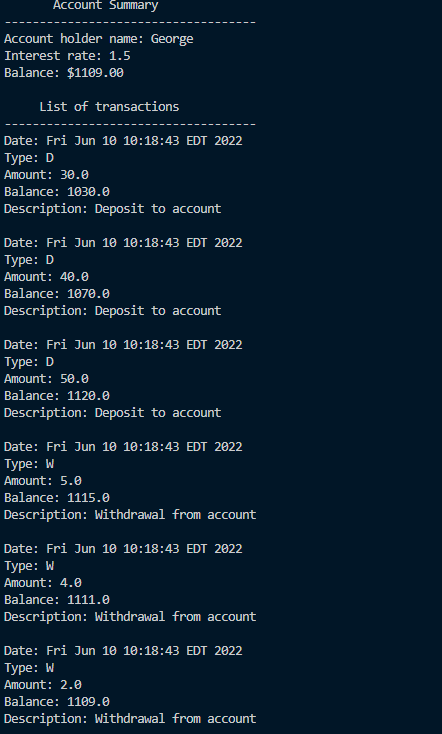 Account Summary
------------------------------------
Account holder name: George
Interest rate: 1.5
Balance: $1109.00
List of transactions
------------------------------------
Date: Fri Jun 10 10:18:43 EDT 2022
Type: D
Amount: 30.0
Balance: 1030.0
Description: Deposit to account
Date: Fri Jun 10 10:18:43 EDT 2022
Type: D
Amount: 40.0
Balance: 1070.0
Description: Deposit to account
Date: Fri Jun 10 10:18:43 EDT 2022
Type: D
Amount: 50.0
Balance: 1120.0
Description: Deposit to account
Date: Fri Jun 10 10:18:43 EDT 2022
Type: W
Amount: 5.0
Balance: 1115.0
Description: Withdrawal from account
Date: Fri Jun 10 10:18:43 EDT 2022
Type: W
Amount: 4.0
Balance: 1111.0
Description: Withdrawal from account
Date: Fri Jun 10 10:18:43 EDT 2022
Type: W
Amount: 2.0
Balance: 1109.0
Description: Withdrawal from account